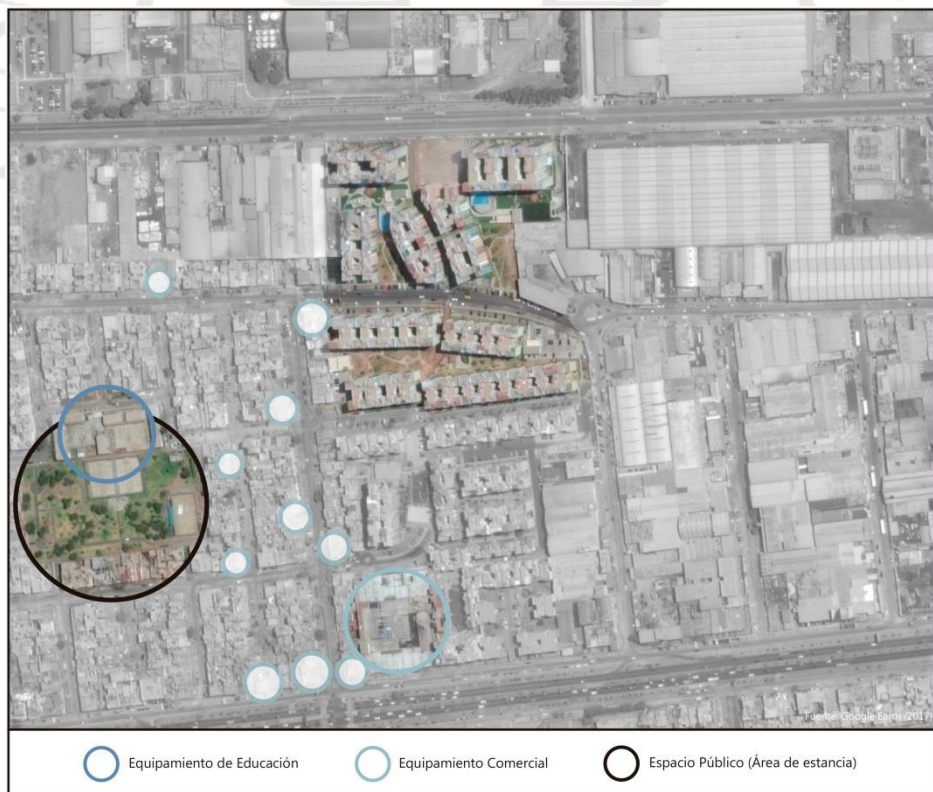 Fuente: Google Earth (2017)
Equipamiento de Educación
Equipamiento Comercial
Espacio Público (Área de estancia)